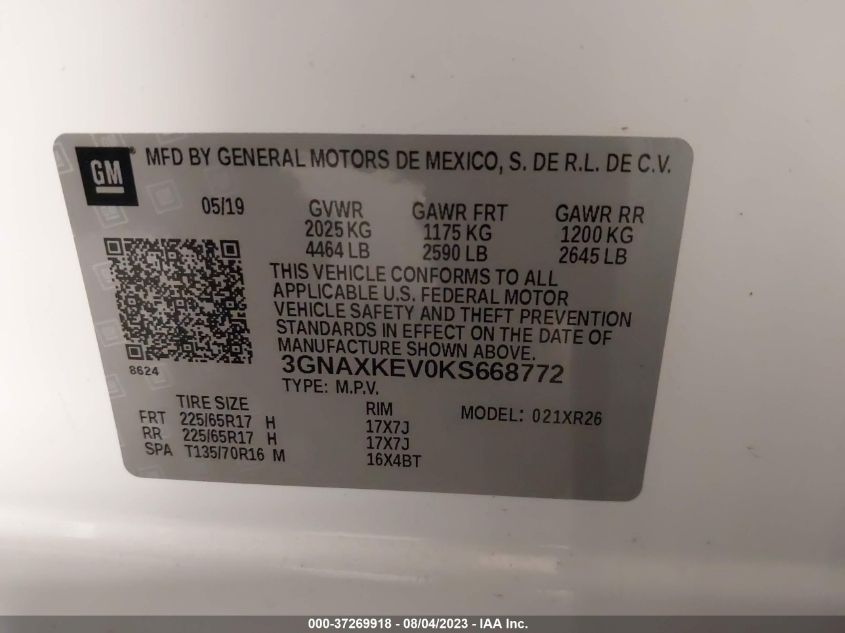 GM
MFD BY GENERAL MOTORS DE MEXICO, S. DE R.L. DE C.V.
05/19 GVWR GAWR FRT GAWR RR
2025 KG 1175 KG 1200 KG
4464 LB 2590 LB 2645 LB
THIS VEHICLE CONFORMS TO ALL
APPLICABLE U.S. FEDERAL MOTOR
VEHICLE SAFETY AND THEFT PREVENTION
STANDARDS IN EFFECT ON THE DATE OF
MANUFACTURE SHOWN ABOVE.
8624
3GNAXKEV0KS668772
TYPE: M.P.V.
TIRE SIZE RIM MODEL: 021XR26
FRT 225/65R17 H 17X7J
RR 225/65R17 H 17X7J
SPA T135/70R16 M 16X4BT
000-37269918 - 08/04/2023 - IAA Inc.